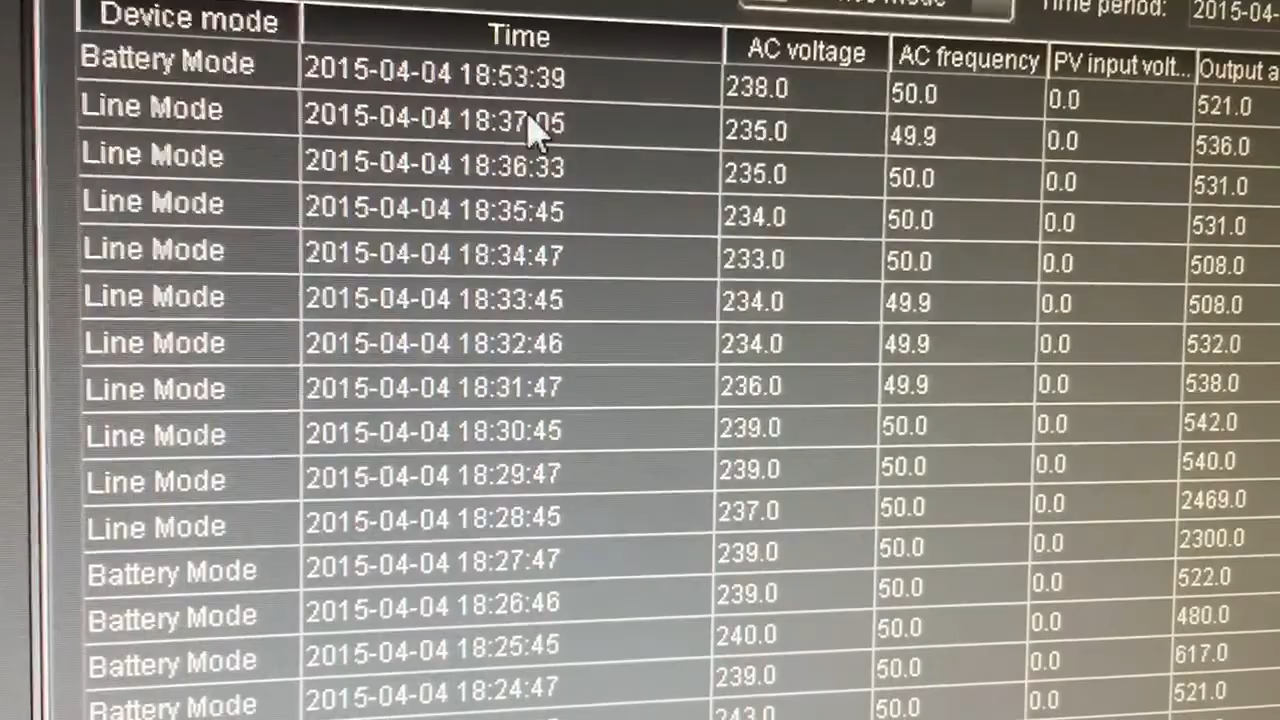 ce mode Time period: 2015-04-
Device mode Time AC voltage AC frequency PV input volt... Output a
Battery Mode 2015-04-04 18:53:39 238.0 50.0 0.0 521.0
Line Mode 2015-04-04 18:37:05 235.0 49.9 0.0 536.0
Line Mode 2015-04-04 18:36:33 235.0 50.0 0.0 531.0
Line Mode 2015-04-04 18:35:45 234.0 50.0 0.0 531.0
Line Mode 2015-04-04 18:34:47 233.0 50.0 0.0 508.0
Line Mode 2015-04-04 18:33:45 234.0 49.9 0.0 508.0
Line Mode 2015-04-04 18:32:46 234.0 49.9 0.0 532.0
Line Mode 2015-04-04 18:31:47 236.0 49.9 0.0 538.0
Line Mode 2015-04-04 18:30:45 239.0 50.0 0.0 542.0
Line Mode 2015-04-04 18:29:47 239.0 50.0 0.0 540.0
Line Mode 2015-04-04 18:28:45 237.0 50.0 0.0 2469.0
Battery Mode 2015-04-04 18:27:47 239.0 50.0 0.0 2300.0
Battery Mode 2015-04-04 18:26:46 239.0 50.0 0.0 522.0
Battery Mode 2015-04-04 18:25:45 240.0 50.0 0.0 480.0
Battery Mode 2015-04-04 18:24:47 239.0 50.0 0.0 617.0
243.0 50.0 0.0 521.0